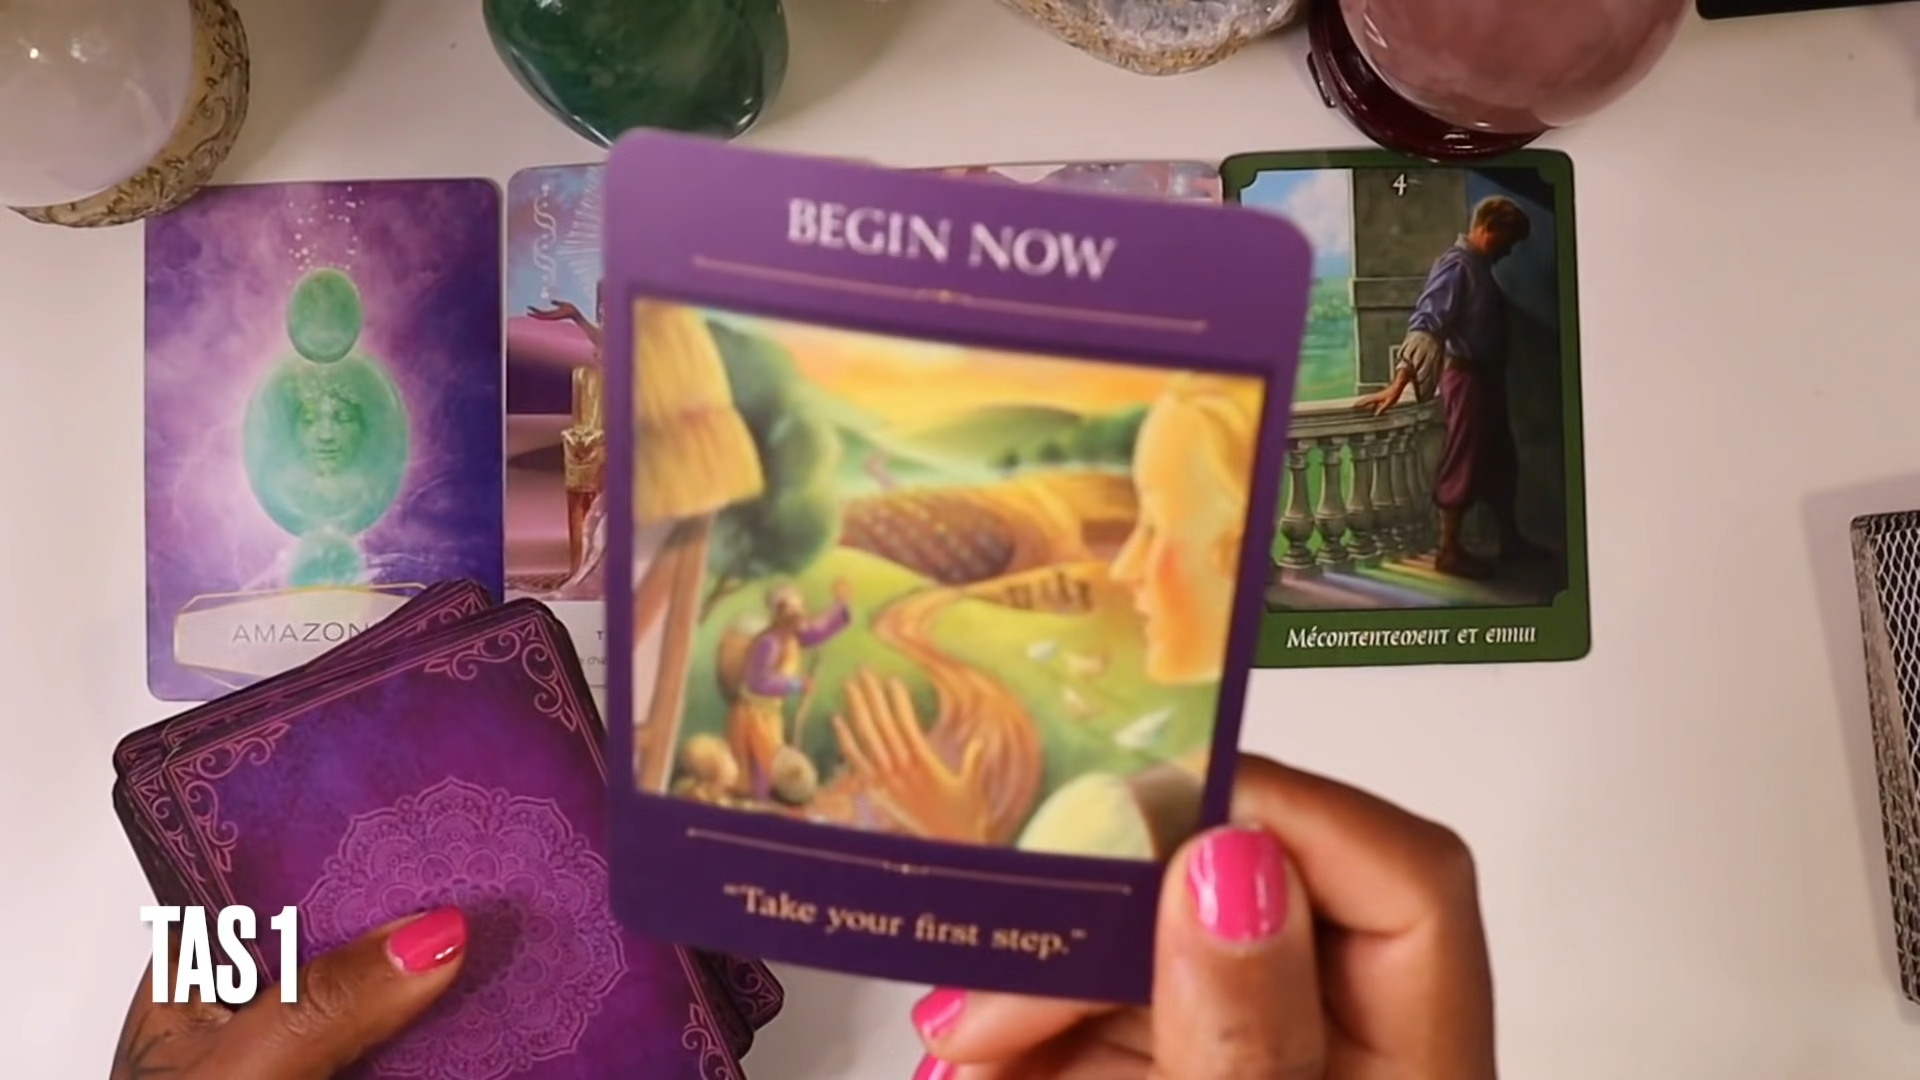 BEGIN NOW
4
AMAZON
Mécontentement et ennui
"Take your first step."
TAS 1